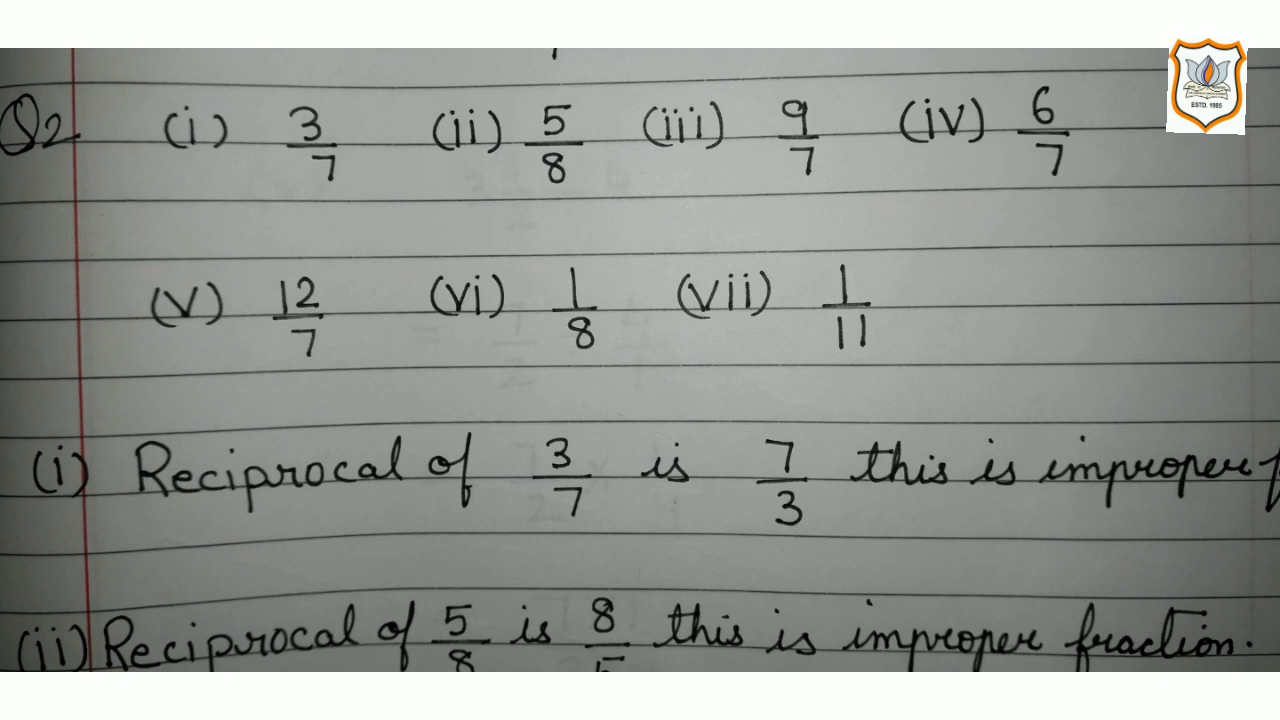 Q2 (i) 3/7 (ii) 5/8 (iii) 9/7 (iv) 6/7
(v) 12/7 (vi) 1/8 (vii) 1/11
(i) Reciprocal of 3/7 is 7/3 this is improper
(ii) Reciprocal of 5/8 is 8/5 this is improper fraction.
ESTD. 1985